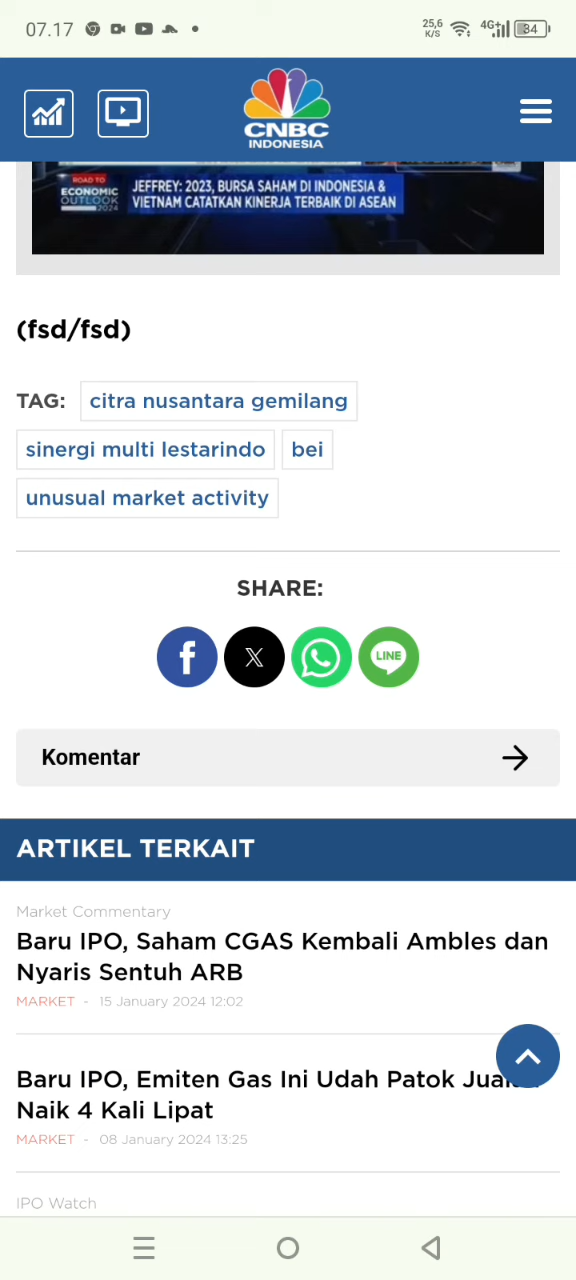 07.17
25,6
K/S
4G+
34
CNBC
INDONESIA
ROAD TO
ECONOMIC
OUTLOOK
2024
JEFFREY: 2023, BURSA SAHAM DI INDONESIA &
VIETNAM CATATKAN KINERJA TERBAIK DI ASEAN
(fsd/fsd)
TAG: citra nusantara gemilang
sinergi multi lestarindo bei
unusual market activity
SHARE:
LINE
Komentar
ARTIKEL TERKAIT
Market Commentary
Baru IPO, Saham CGAS Kembali Ambles dan
Nyaris Sentuh ARB
MARKET - 15 January 2024 12:02
Baru IPO, Emiten Gas Ini Udah Patok
Naik 4 Kali Lipat
MARKET - 08 January 2024 13:25
IPO Watch